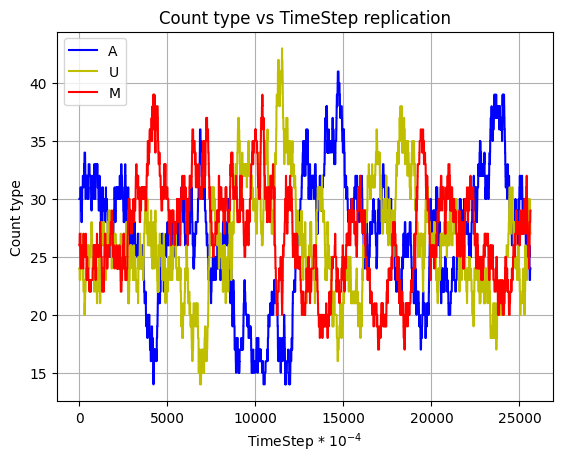 Count type vs TimeStep replication
A
U
M
Count type
40
35
30
25
20
15
0 5000 10000 15000 20000 25000
TimeStep * 10⁻⁴